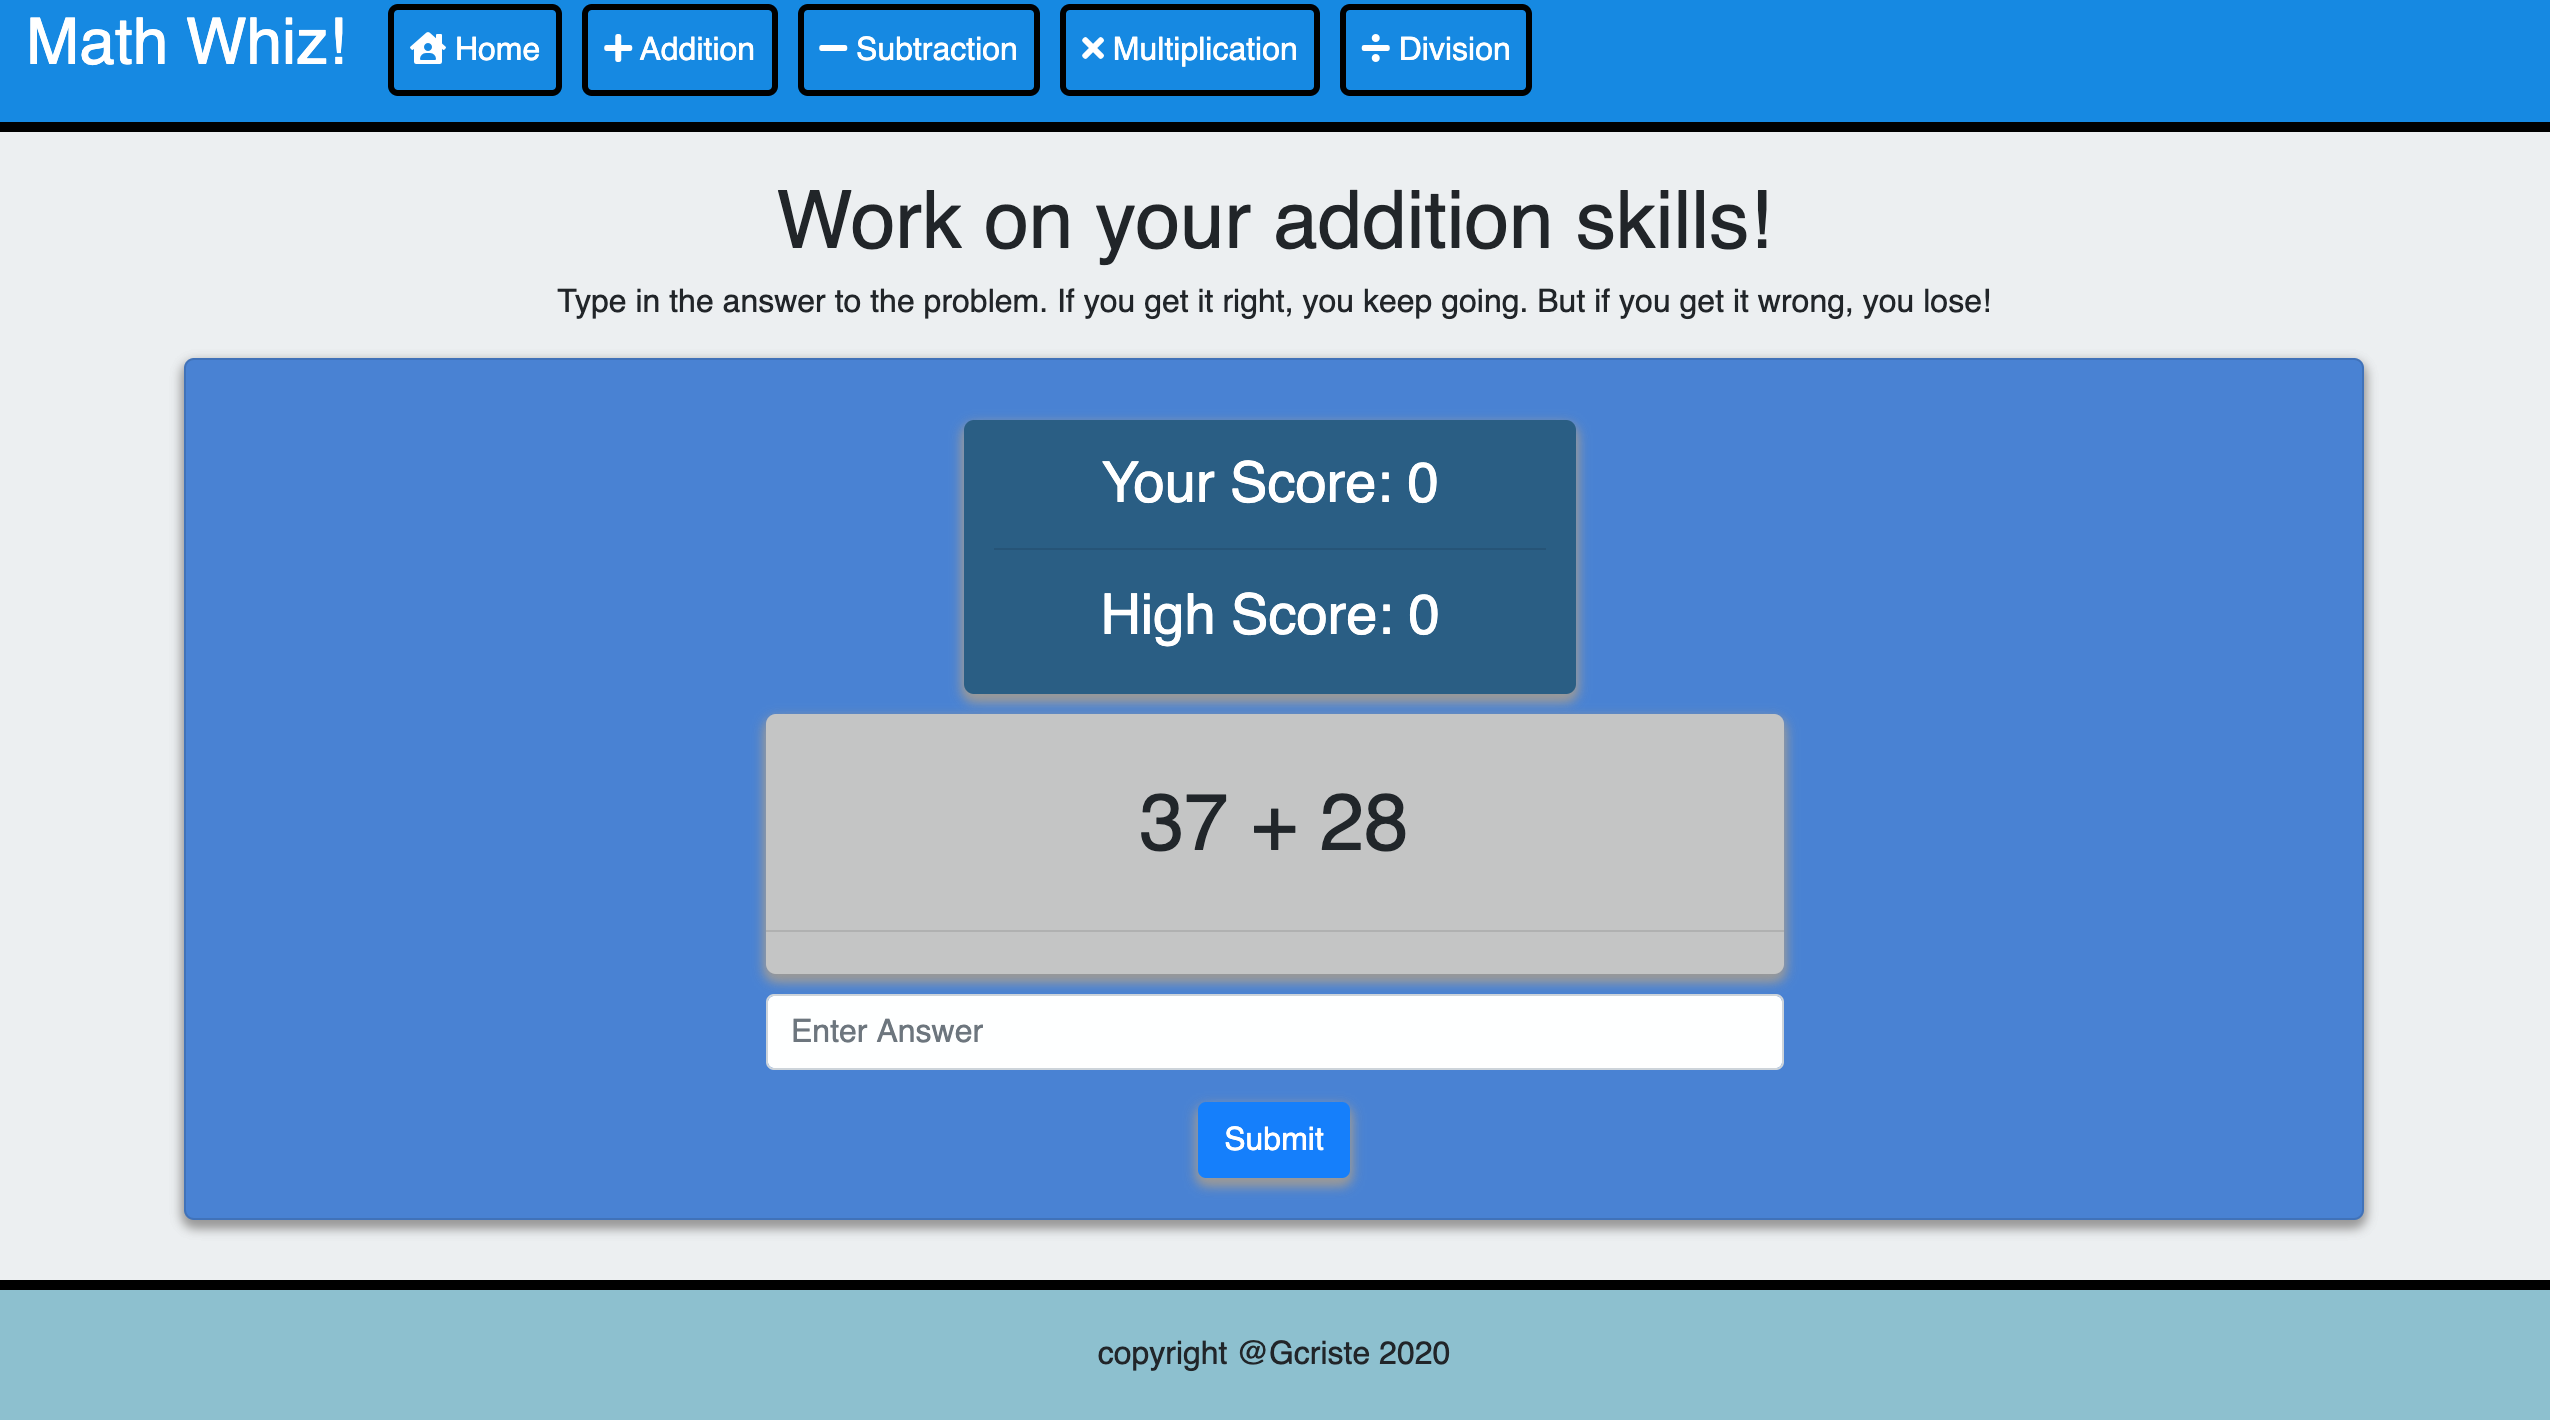 Math Whiz! Home + Addition − Subtraction × Multiplication ÷ Division
Work on your addition skills!
Type in the answer to the problem. If you get it right, you keep going. But if you get it wrong, you lose!
Your Score: 0
High Score: 0
37 + 28
Enter Answer
Submit
copyright @Gcriste 2020